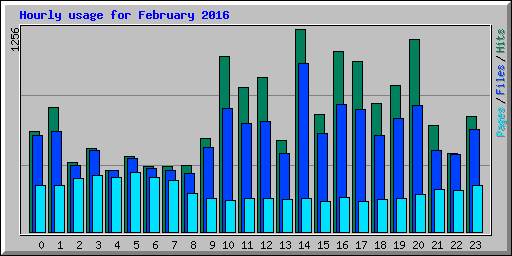 Hourly usage for February 2016
1256
Pages/Files/Hits
0 1 2 3 4 5 6 7 8 9 10 11 12 13 14 15 16 17 18 19 20 21 22 23